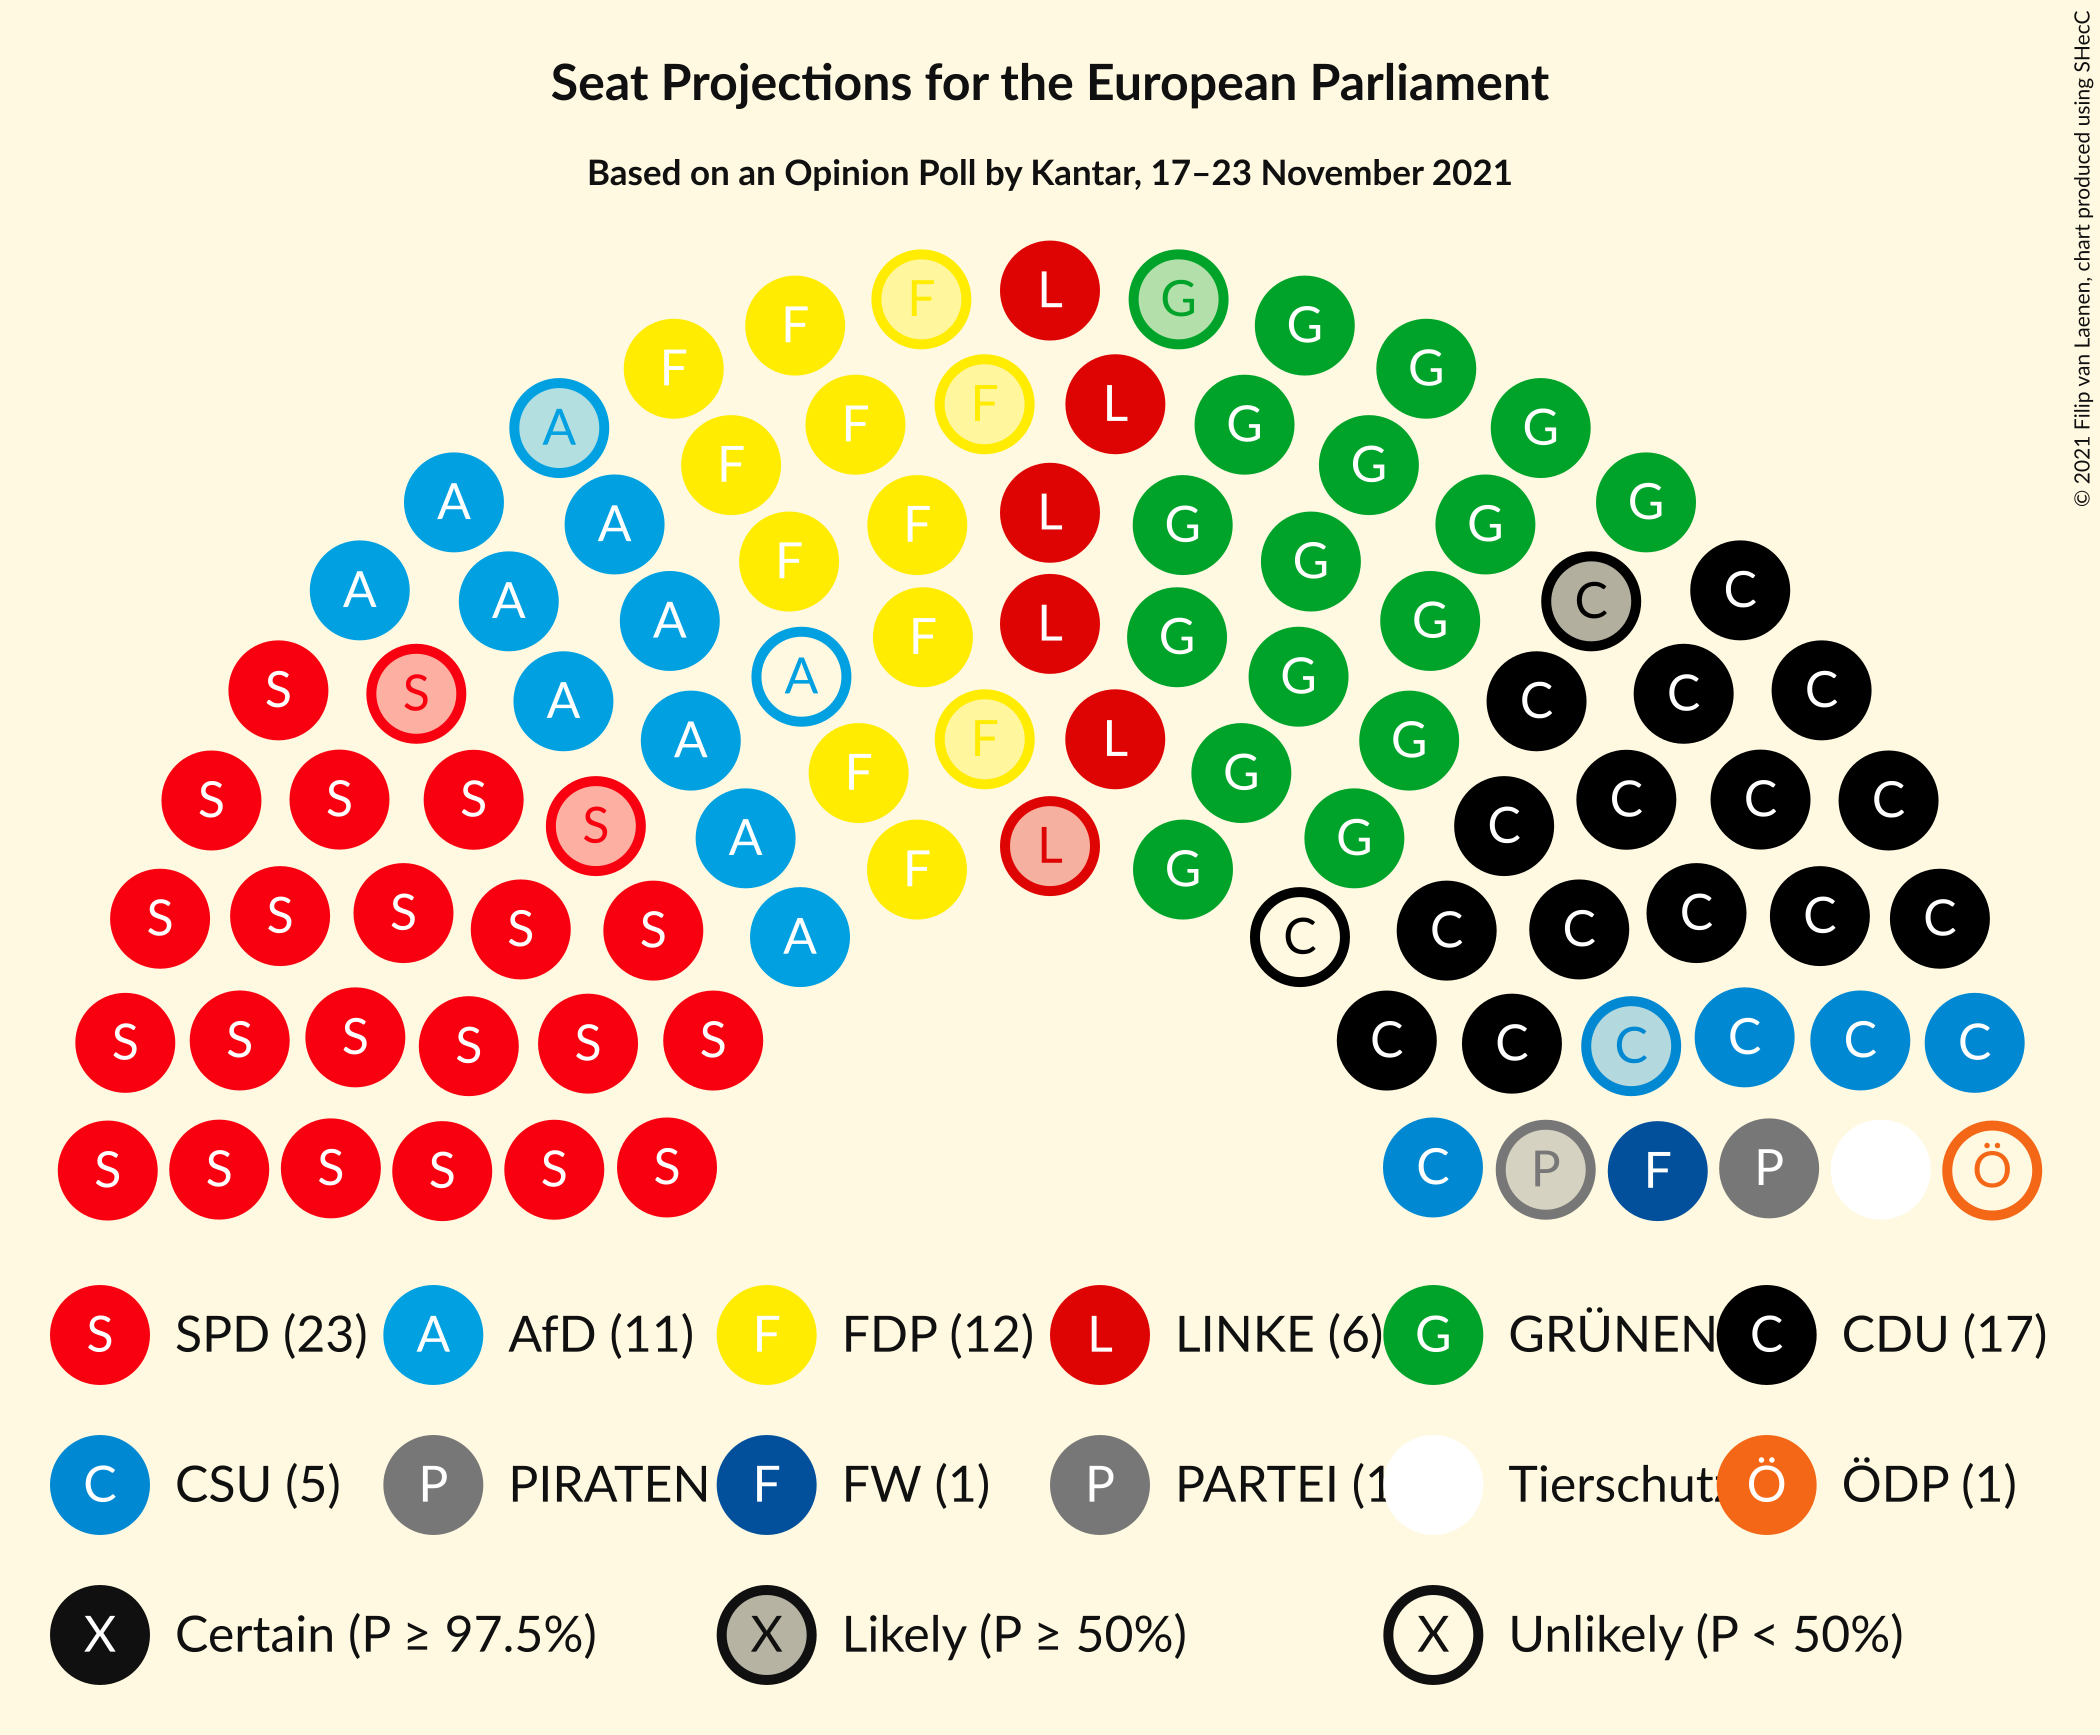 Seat Projections for the European Parliament
Based on an Opinion Poll by Kantar, 17–23 November 2021
© 2021 Filip van Laenen, chart produced using SHecC
F L G
F G
F F L G G
A A
F G G
A F F L G G G
A A F G G C C
A A F L G G
S S A A A F G G C C C
A F L G G
S S S S A F L G G C C C C
S S S S S F G C C C C C
A C
S S S S S S C C C C C C
S S S S S S C P F P Ö
S SPD (23) A AfD (11) F FDP (12) L LINKE (6) G GRÜNEN C CDU (17)
C CSU (5) P PIRATEN F FW (1) P PARTEI (1 Tierschutz Ö ÖDP (1)
X Certain (P ≥ 97.5%) X Likely (P ≥ 50%) X Unlikely (P < 50%)